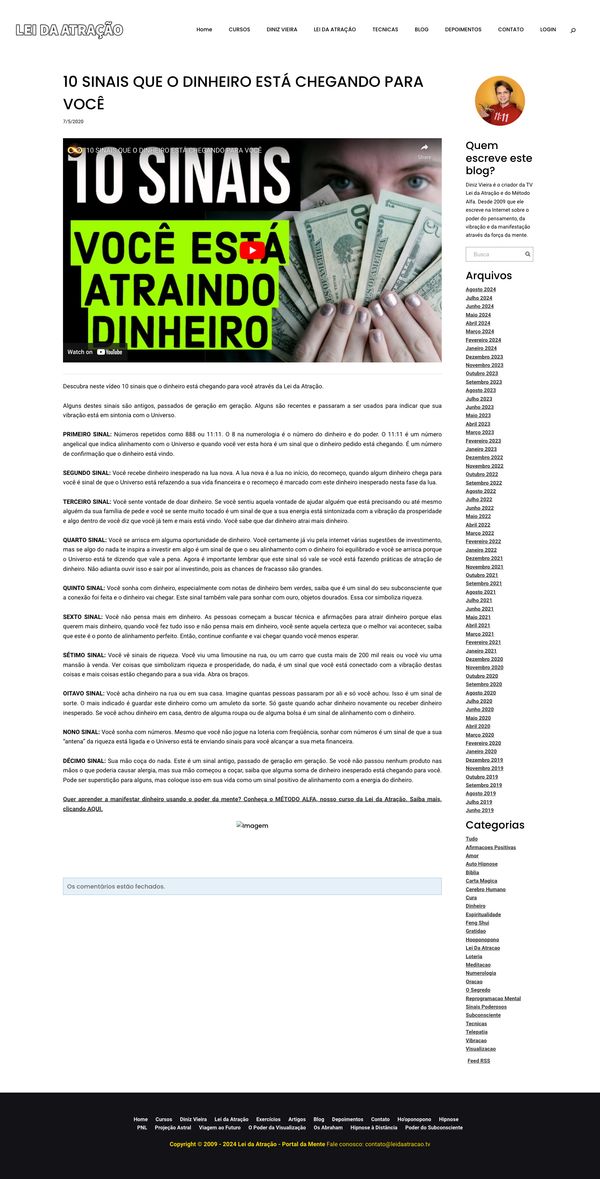 LEI DA ATRAÇÃO
Home CURSOS DINIZ VIEIRA LEI DA ATRAÇÃO TECNICAS BLOG DEPOIMENTOS CONTATO LOGIN
10 SINAIS QUE O DINHEIRO ESTÁ CHEGANDO PARA
VOCÊ
7/5/2020
10 SINAIS QUE O DINHEIRO ESTÁ CHEGANDO PARA VOCÊ
Share
10 SINAIS
VOCÊ ESTÁ
ATRAINDO
DINHEIRO
Watch on YouTube
Descubra neste vídeo 10 sinais que o dinheiro está chegando para você através da Lei da Atração.
Alguns destes sinais são antigos, passados de geração em geração. Alguns são recentes e passaram a ser usados para indicar que sua
vibração está em sintonia com o Universo.
PRIMEIRO SINAL: Números repetidos como 888 ou 11:11. O 8 na numerologia é o número do dinheiro e do poder. O 11:11 é um número
angelical que indica alinhamento com o Universo e quando você ver esta hora é um sinal que o dinheiro pedido está chegando. É um número
de confirmação que o dinheiro está vindo.
SEGUNDO SINAL: Você recebe dinheiro inesperado na lua nova. A lua nova é a lua no início, do recomeço, quando algum dinheiro chega para
você é sinal de que o Universo está refazendo a sua vida financeira e o recomeço é marcado com este dinheiro inesperado nesta fase da lua.
TERCEIRO SINAL: Você sente vontade de doar dinheiro. Se você sentiu aquela vontade de ajudar alguém que está precisando ou até mesmo
alguém da sua família de pede e você se sente muito tocado é um sinal de que a sua energia está sintonizada com a vibração da prosperidade
e algo dentro de você diz que você já tem e mais está vindo. Você sabe que dar dinheiro atrai mais dinheiro.
QUARTO SINAL: Você se arrisca em alguma oportunidade de dinheiro. Você certamente já viu pela internet várias sugestões de investimento,
mas se algo do nada te inspira a investir em algo é um sinal de que o seu alinhamento com o dinheiro foi equilibrado e você se arrisca porque
o Universo está te dizendo que vale a pena. Agora é importante lembrar que este sinal só vale se você está fazendo práticas de atração de
dinheiro. Não adianta ouvir isso e sair por aí investindo, pois as chances de fracasso são grandes.
QUINTO SINAL: Você sonha com dinheiro, especialmente com notas de dinheiro bem verdes, saiba que é um sinal do seu subconsciente que
a conexão foi feita e o dinheiro vai chegar. Este sinal também vale para sonhar com ouro, objetos dourados. Essa cor simboliza riqueza.
SEXTO SINAL: Você não pensa mais em dinheiro. As pessoas começam a buscar técnica e afirmações para atrair dinheiro porque elas
querem mais dinheiro, quando você fez tudo isso e não pensa mais em dinheiro, você sente aquela certeza que o melhor vai acontecer, saiba
que este é o ponto de alinhamento perfeito. Então, continue confiante e vai chegar quando você menos esperar.
SÉTIMO SINAL: Você vê sinais de riqueza. Você viu uma limousine na rua, ou um carro que custa mais de 200 mil reais ou você viu uma
mansão à venda. Ver coisas que simbolizam riqueza e prosperidade, do nada, é um sinal que você está conectado com a vibração destas
coisas e mais coisas estão chegando para a sua vida. Abra os braços.
OITAVO SINAL: Você acha dinheiro na rua ou em sua casa. Imagine quantas pessoas passaram por ali e só você achou. Isso é um sinal de
sorte. O mais indicado é guardar este dinheiro como um amuleto da sorte. Só gaste quando achar dinheiro novamente ou receber dinheiro
inesperado. Se você achou dinheiro em casa, dentro de alguma roupa ou de alguma bolsa é um sinal de alinhamento com o dinheiro.
NONO SINAL: Você sonha com números. Mesmo que você não jogue na loteria com freqüência, sonhar com números é um sinal de que a sua
"antena" da riqueza está ligada e o Universo está te enviando sinais para você alcançar a sua meta financeira.
DÉCIMO SINAL: Sua mão coça do nada. Este é um sinal antigo, passado de geração em geração. Se você não passou nenhum produto nas
mãos o que poderia causar alergia, mas sua mão começou a coçar, saiba que alguma soma de dinheiro inesperado está chegando para você.
Pode ser superstição para alguns, mas coloque isso em sua vida como um sinal positivo de alinhamento com a energia do dinheiro.
Quer aprender a manifestar dinheiro usando o poder da mente? Conheça o MÉTODO ALFA, nosso curso da Lei da Atração. Saiba mais,
clicando AQUI.
Imagem
Os comentários estão fechados.
11:11
Quem
escreve este
blog?
Diniz Vieira é o criador da TV
Lei da Atração e do Método
Alfa. Desde 2009 que ele
escreve na Internet sobre o
poder do pensamento, da
vibração e da manifestação
através da força da mente.
Busca
Arquivos
Agosto 2024
Julho 2024
Junho 2024
Maio 2024
Abril 2024
Março 2024
Fevereiro 2024
Janeiro 2024
Dezembro 2023
Novembro 2023
Outubro 2023
Setembro 2023
Agosto 2023
Julho 2023
Junho 2023
Maio 2023
Abril 2023
Março 2023
Fevereiro 2023
Janeiro 2023
Dezembro 2022
Novembro 2022
Outubro 2022
Setembro 2022
Agosto 2022
Julho 2022
Junho 2022
Maio 2022
Abril 2022
Março 2022
Fevereiro 2022
Janeiro 2022
Dezembro 2021
Novembro 2021
Outubro 2021
Setembro 2021
Agosto 2021
Julho 2021
Junho 2021
Maio 2021
Abril 2021
Março 2021
Fevereiro 2021
Janeiro 2021
Dezembro 2020
Novembro 2020
Outubro 2020
Setembro 2020
Agosto 2020
Julho 2020
Junho 2020
Maio 2020
Abril 2020
Março 2020
Fevereiro 2020
Janeiro 2020
Dezembro 2019
Novembro 2019
Outubro 2019
Setembro 2019
Agosto 2019
Julho 2019
Junho 2019
Categorias
Tudo
Afirmacoes Positivas
Amor
Auto Hipnose
Biblia
Carta Magica
Cerebro Humano
Cura
Dinheiro
Espiritualidade
Feng Shui
Gratidao
Hooponopono
Lei Da Atracao
Loteria
Meditacao
Numerologia
Oracao
O Segredo
Reprogramacao Mental
Sinais Poderosos
Subconsciente
Tecnicas
Telepatia
Vibracao
Visualizacao
Feed RSS
Home Cursos Diniz Vieira Lei da Atração Exercícios Artigos Blog Depoimentos Contato Ho'oponopono Hipnose
PNL Projeção Astral Viagem ao Futuro O Poder da Visualização Os Abraham Hipnose à Distância Poder do Subconsciente
Copyright © 2009 - 2024 Lei da Atração - Portal da Mente Fale conosco: contato@leidaatracao.tv